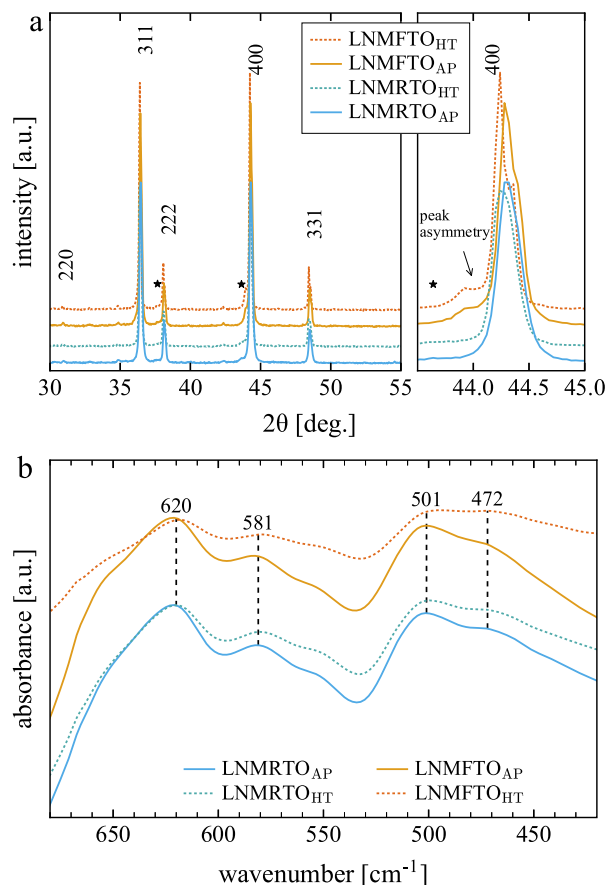 a
311
400
LNMFTO_HT
LNMFTO_AP
LNMRTO_HT
LNMRTO_AP
400
222
331
220
peak
asymmetry
★
★
★
intensity [a.u.]
30
35
40
45
50
55
44.0
44.5
45.0
2θ [deg.]
b
620
581
501
472
absorbance [a.u.]
LNMRTO_AP
LNMFTO_AP
LNMRTO_HT
LNMFTO_HT
650
600
550
500
450
wavenumber [cm⁻¹]